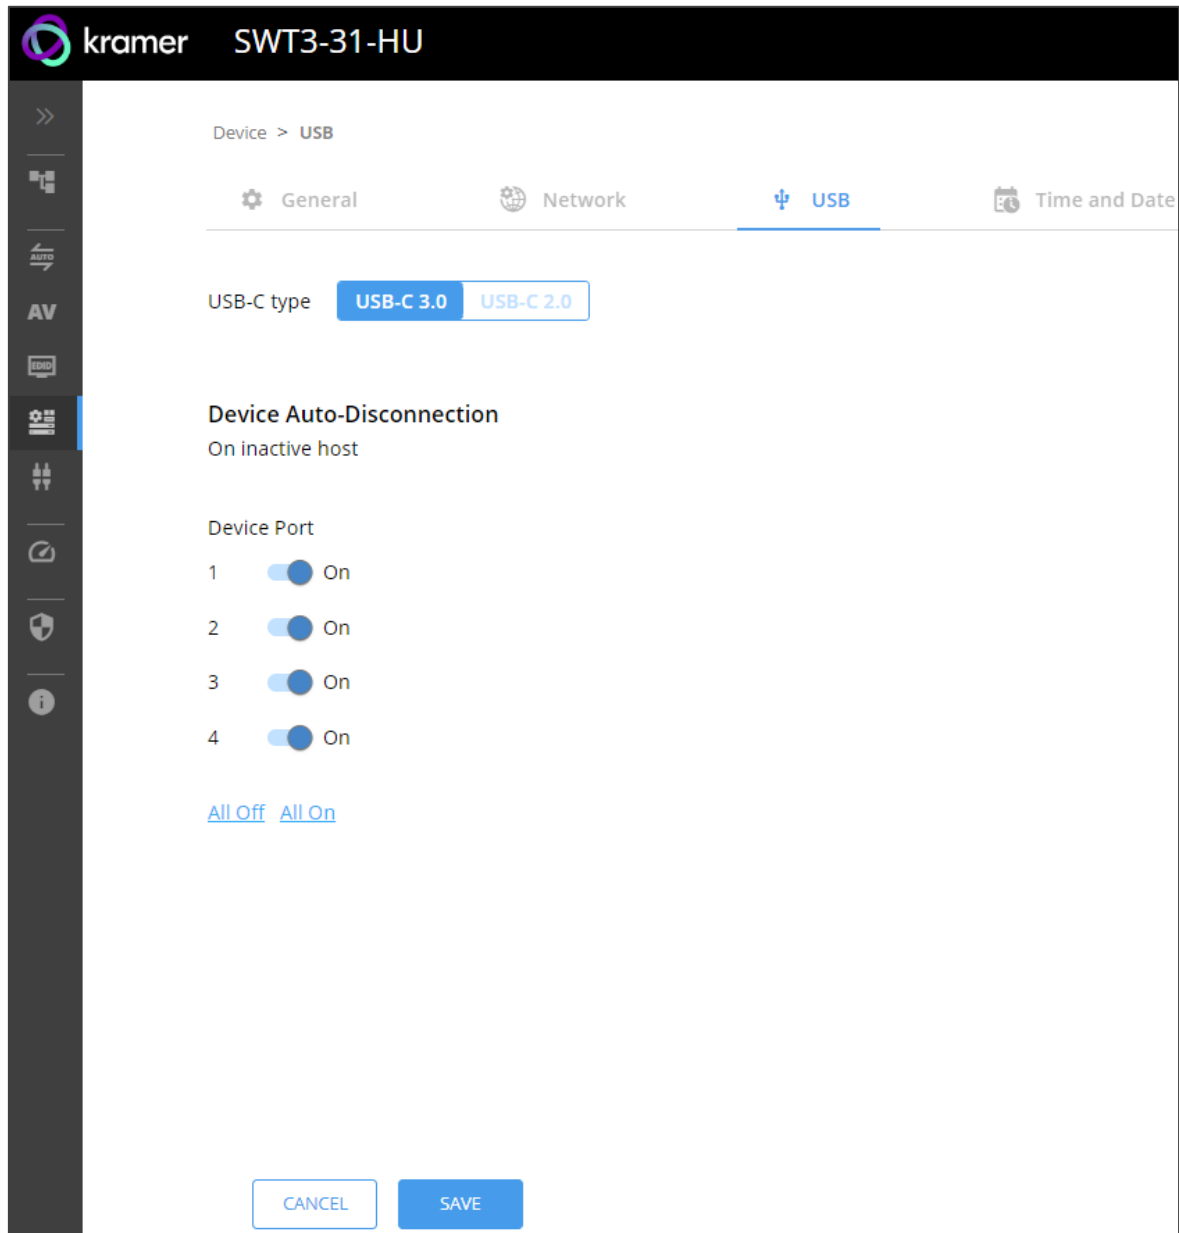 kramer SWT3-31-HU
Device > USB
General Network USB Time and Date
AUTO
USB-C type USB-C 3.0 USB-C 2.0
AV
EDID
Device Auto-Disconnection
On inactive host
Device Port
1 On
2 On
3 On
4 On
All Off All On
CANCEL SAVE